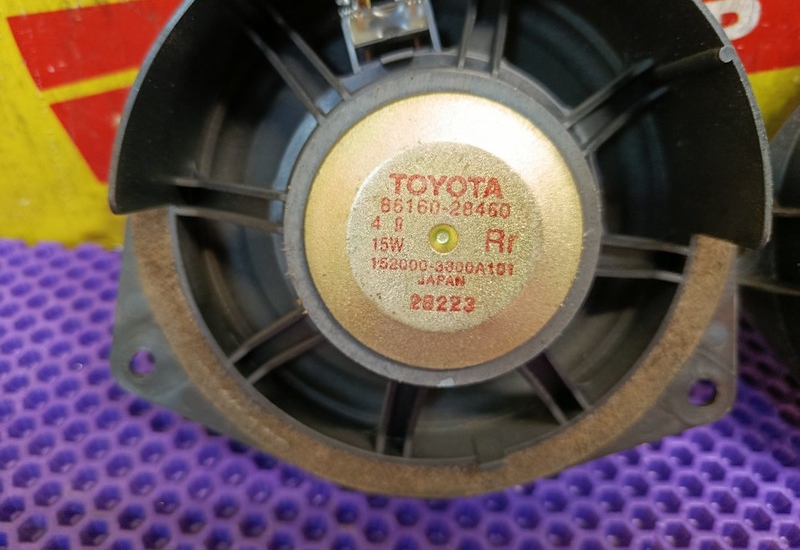 TOYOTA
86160-28460
4 Ω
15W Rr
152000-3300A101
JAPAN
28223
P